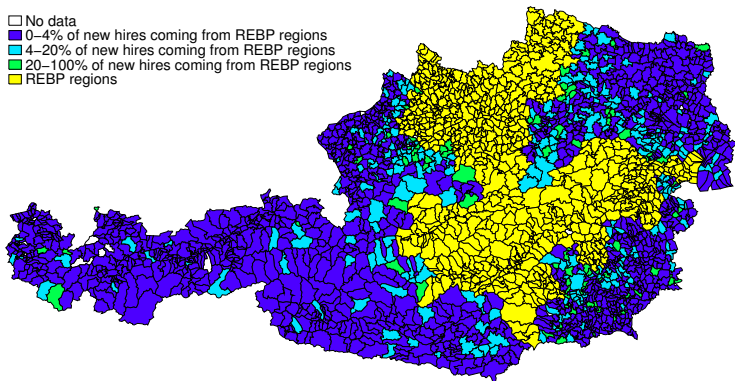 No data
0−4% of new hires coming from REBP regions
4−20% of new hires coming from REBP regions
20−100% of new hires coming from REBP regions
REBP regions